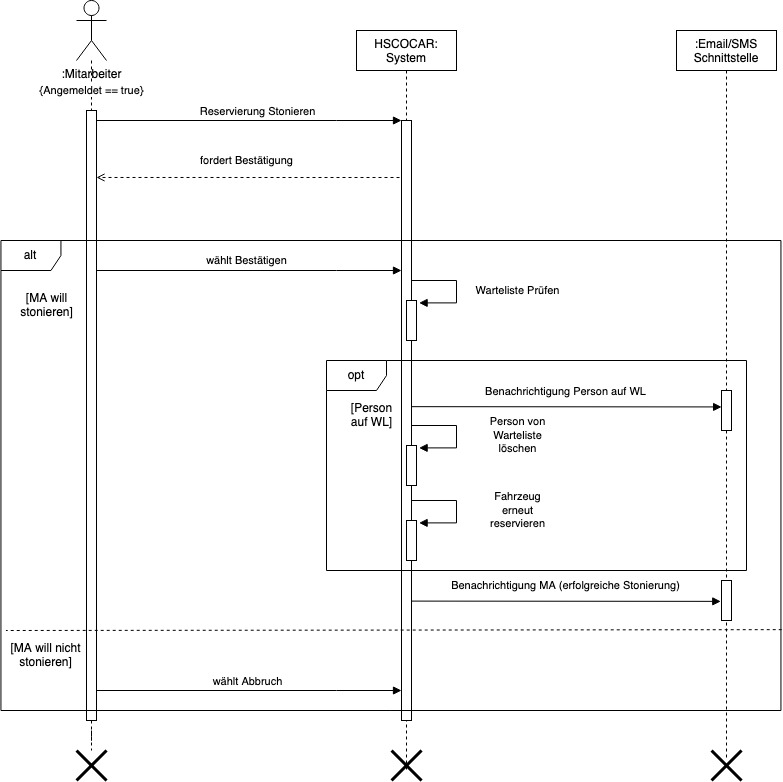 HSCOCAR:
System
:Email/SMS
Schnittstelle
:Mitarbeiter
{Angemeldet == true}
Reservierung Stonieren
fordert Bestätigung
alt
wählt Bestätigen
[MA will
stonieren]
Warteliste Prüfen
opt
[Person
auf WL]
Benachrichtigung Person auf WL
Person von
Warteliste
löschen
Fahrzeug
erneut
reservieren
Benachrichtigung MA (erfolgreiche Stonierung)
[MA will nicht
stonieren]
wählt Abbruch